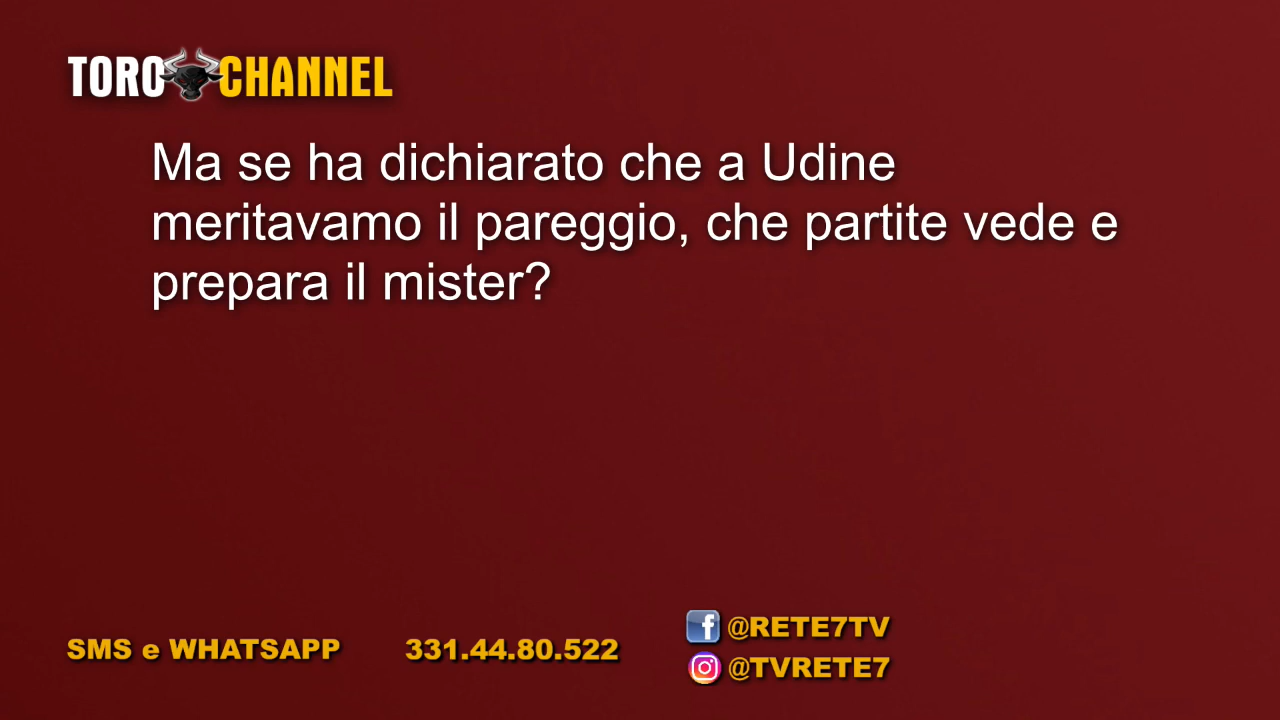 TORO CHANNEL
Ma se ha dichiarato che a Udine
meritavamo il pareggio, che partite vede e
prepara il mister?
SMS e WHATSAPP 331.44.80.522
@RETE7TV
@TVRETE7